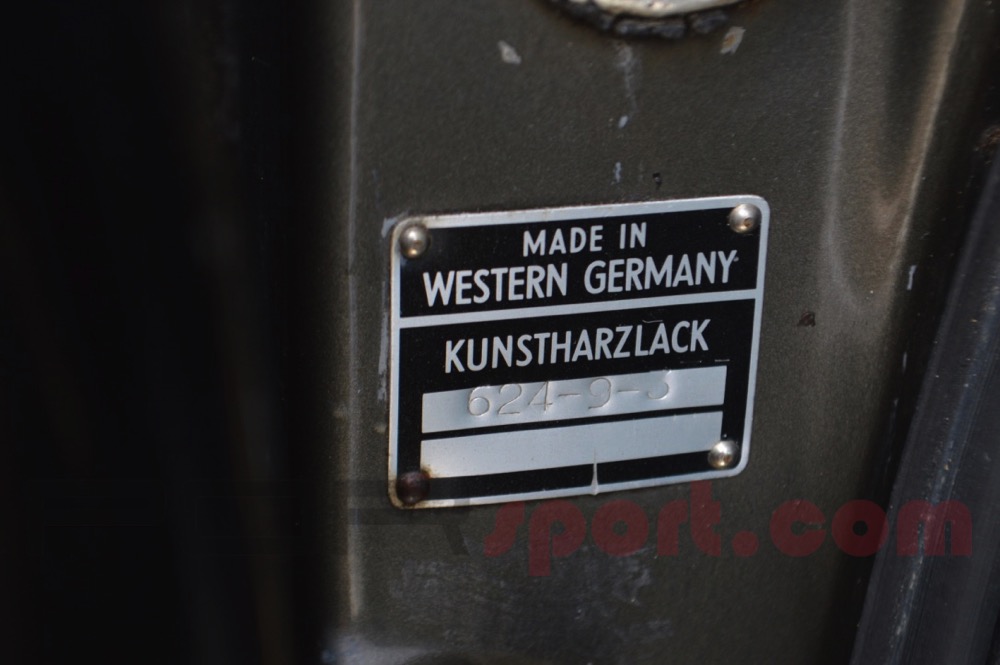 MADE IN
WESTERN GERMANY
KUNSTHARZLACK
624-9-3
sport.com